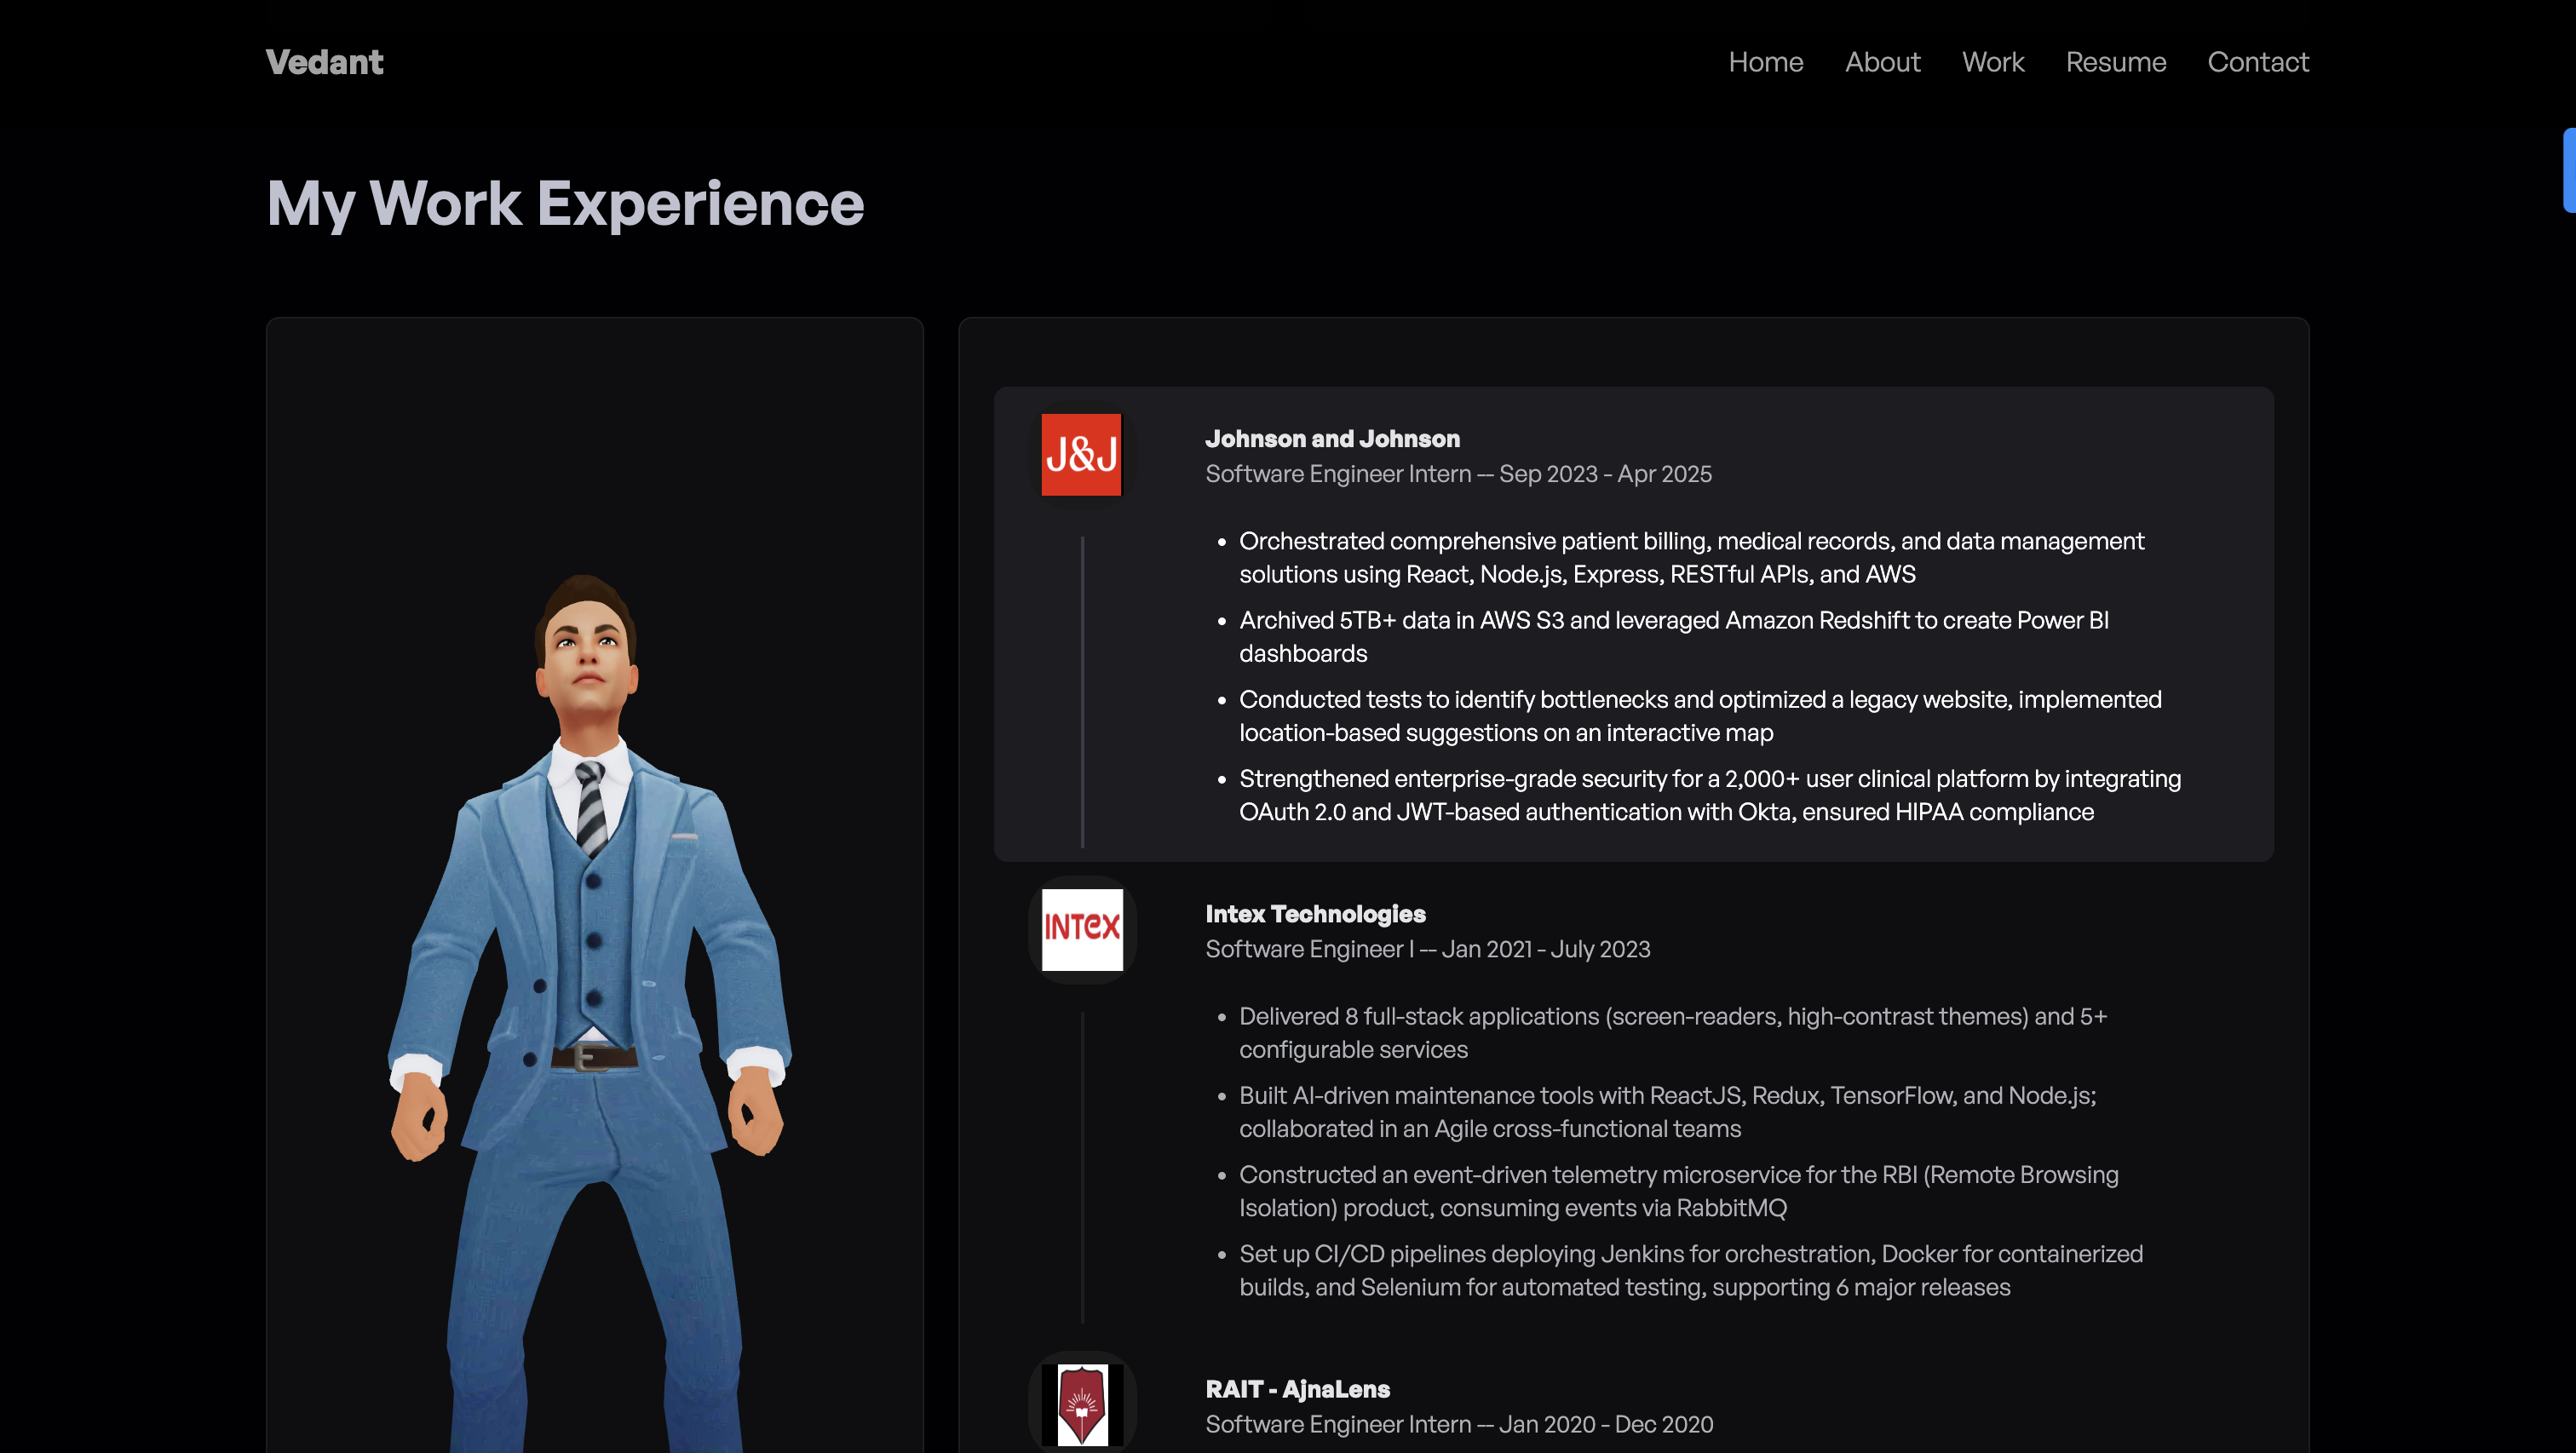 Vedant
Home About Work Resume Contact
My Work Experience
J&J
Johnson and Johnson
Software Engineer Intern -- Sep 2023 - Apr 2025
• Orchestrated comprehensive patient billing, medical records, and data management
solutions using React, Node.js, Express, RESTful APIs, and AWS
• Archived 5TB+ data in AWS S3 and leveraged Amazon Redshift to create Power BI
dashboards
• Conducted tests to identify bottlenecks and optimized a legacy website, implemented
location-based suggestions on an interactive map
• Strengthened enterprise-grade security for a 2,000+ user clinical platform by integrating
OAuth 2.0 and JWT-based authentication with Okta, ensured HIPAA compliance
INTEX
Intex Technologies
Software Engineer I -- Jan 2021 - July 2023
• Delivered 8 full-stack applications (screen-readers, high-contrast themes) and 5+
configurable services
• Built AI-driven maintenance tools with ReactJS, Redux, TensorFlow, and Node.js;
collaborated in an Agile cross-functional teams
• Constructed an event-driven telemetry microservice for the RBI (Remote Browsing
Isolation) product, consuming events via RabbitMQ
• Set up CI/CD pipelines deploying Jenkins for orchestration, Docker for containerized
builds, and Selenium for automated testing, supporting 6 major releases
RAIT - AjnaLens
Software Engineer Intern -- Jan 2020 - Dec 2020